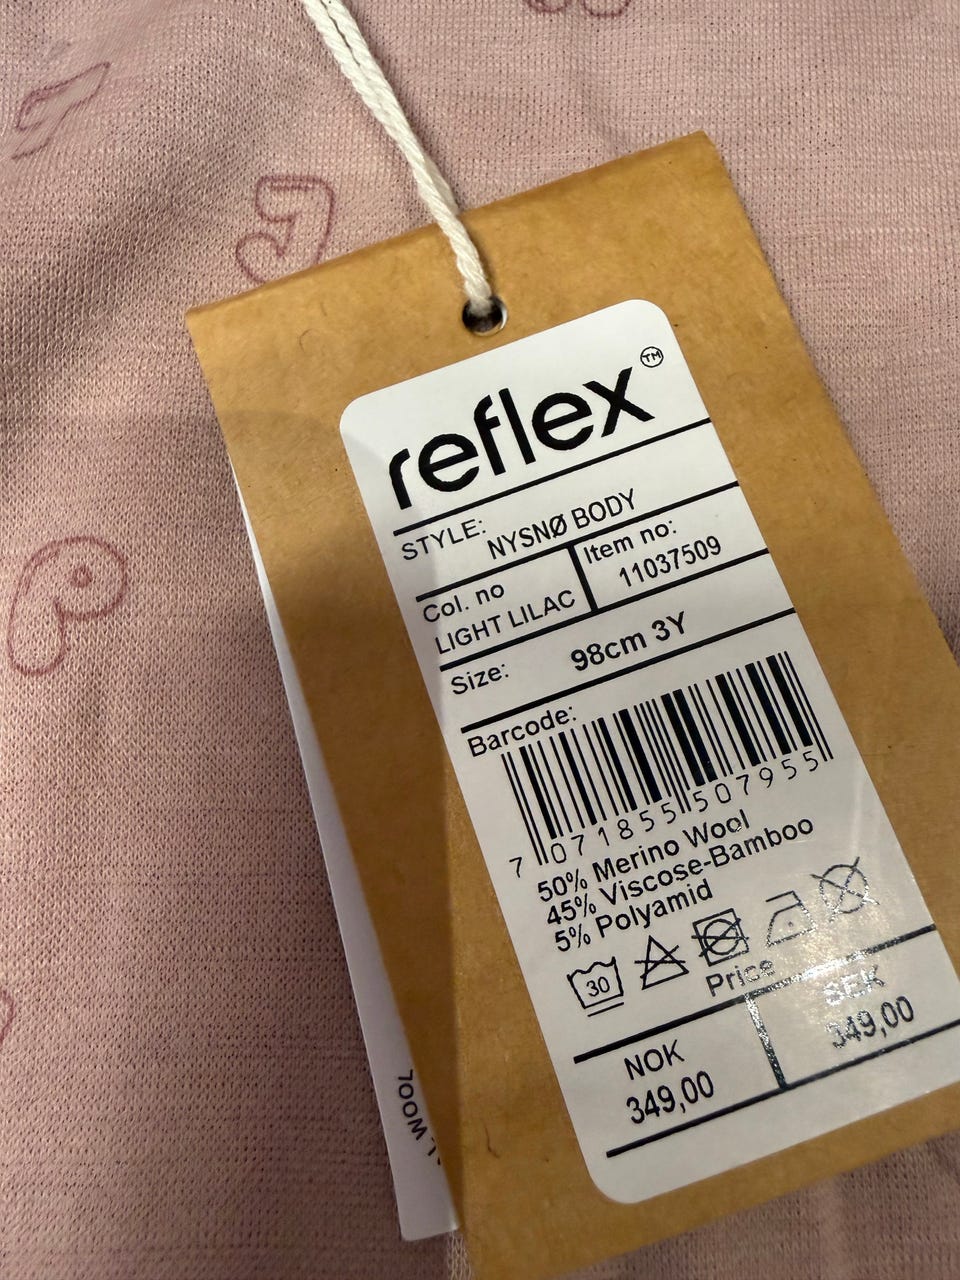 reflex™
STYLE:
NYSNØ BODY
Col. no
LIGHT LILAC
Item no:
11037509
Size: 98cm 3Y
Barcode:
7 071855 507955
50% Merino Wool
45% Viscose-Bamboo
5% Polyamid
30
Price
NOK
349,00
SEK
349,00
WOOL